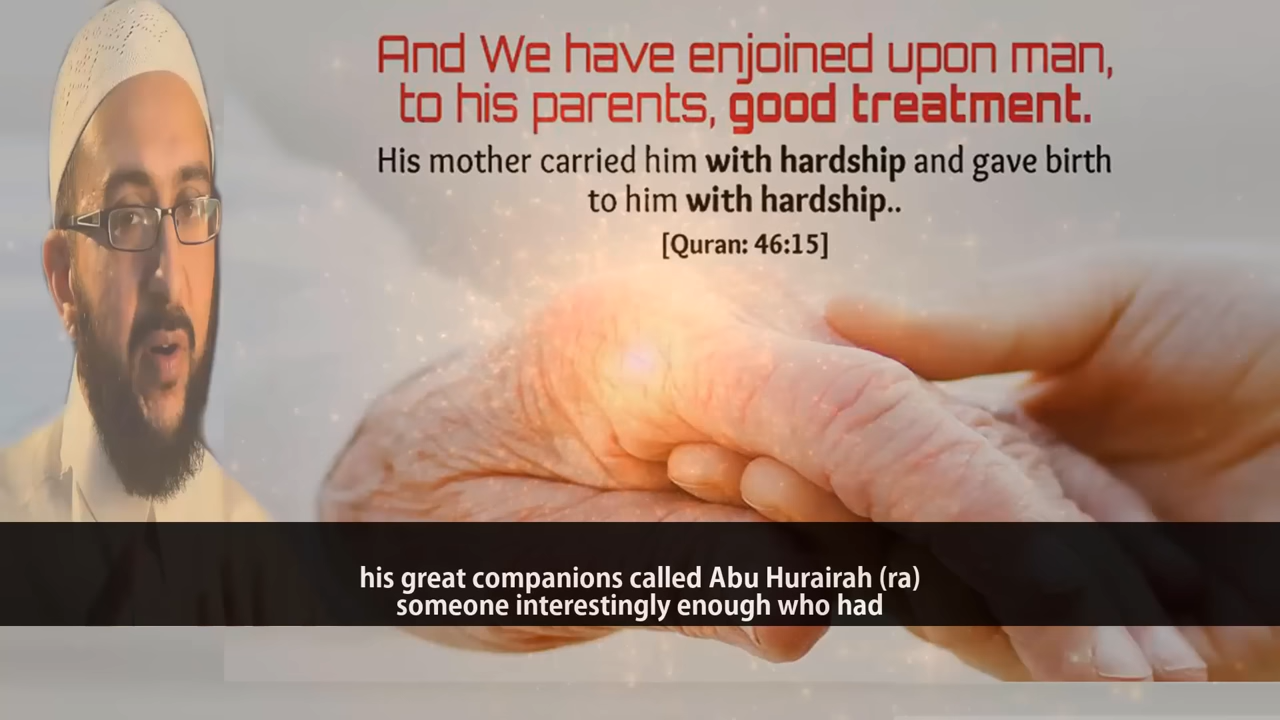 And We have enjoined upon man,
to his parents, good treatment.
His mother carried him with hardship and gave birth
to him with hardship..
[Quran: 46:15]
his great companions called Abu Hurairah (ra)
someone interestingly enough who had